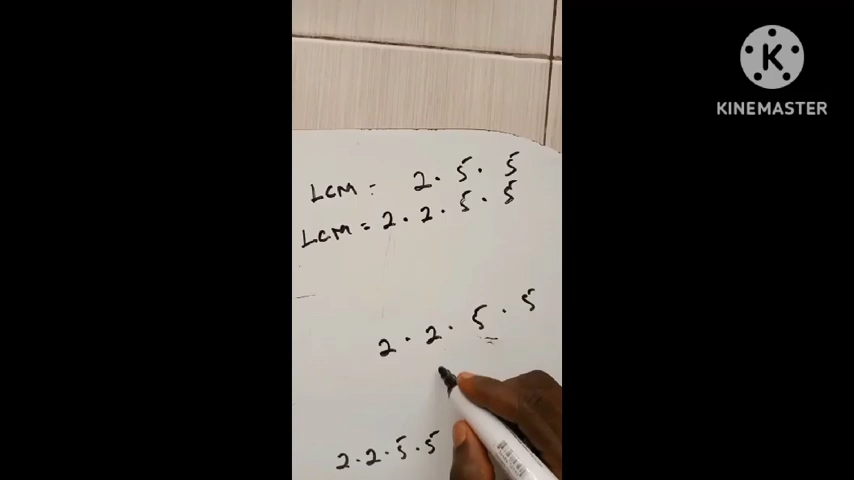 LCM = 2 . 5 . 5
LCM = 2 . 2 . 5 . 5
2 . 2 . 5 . 5
2 . 2 . 5 . 5
K
KINEMASTER